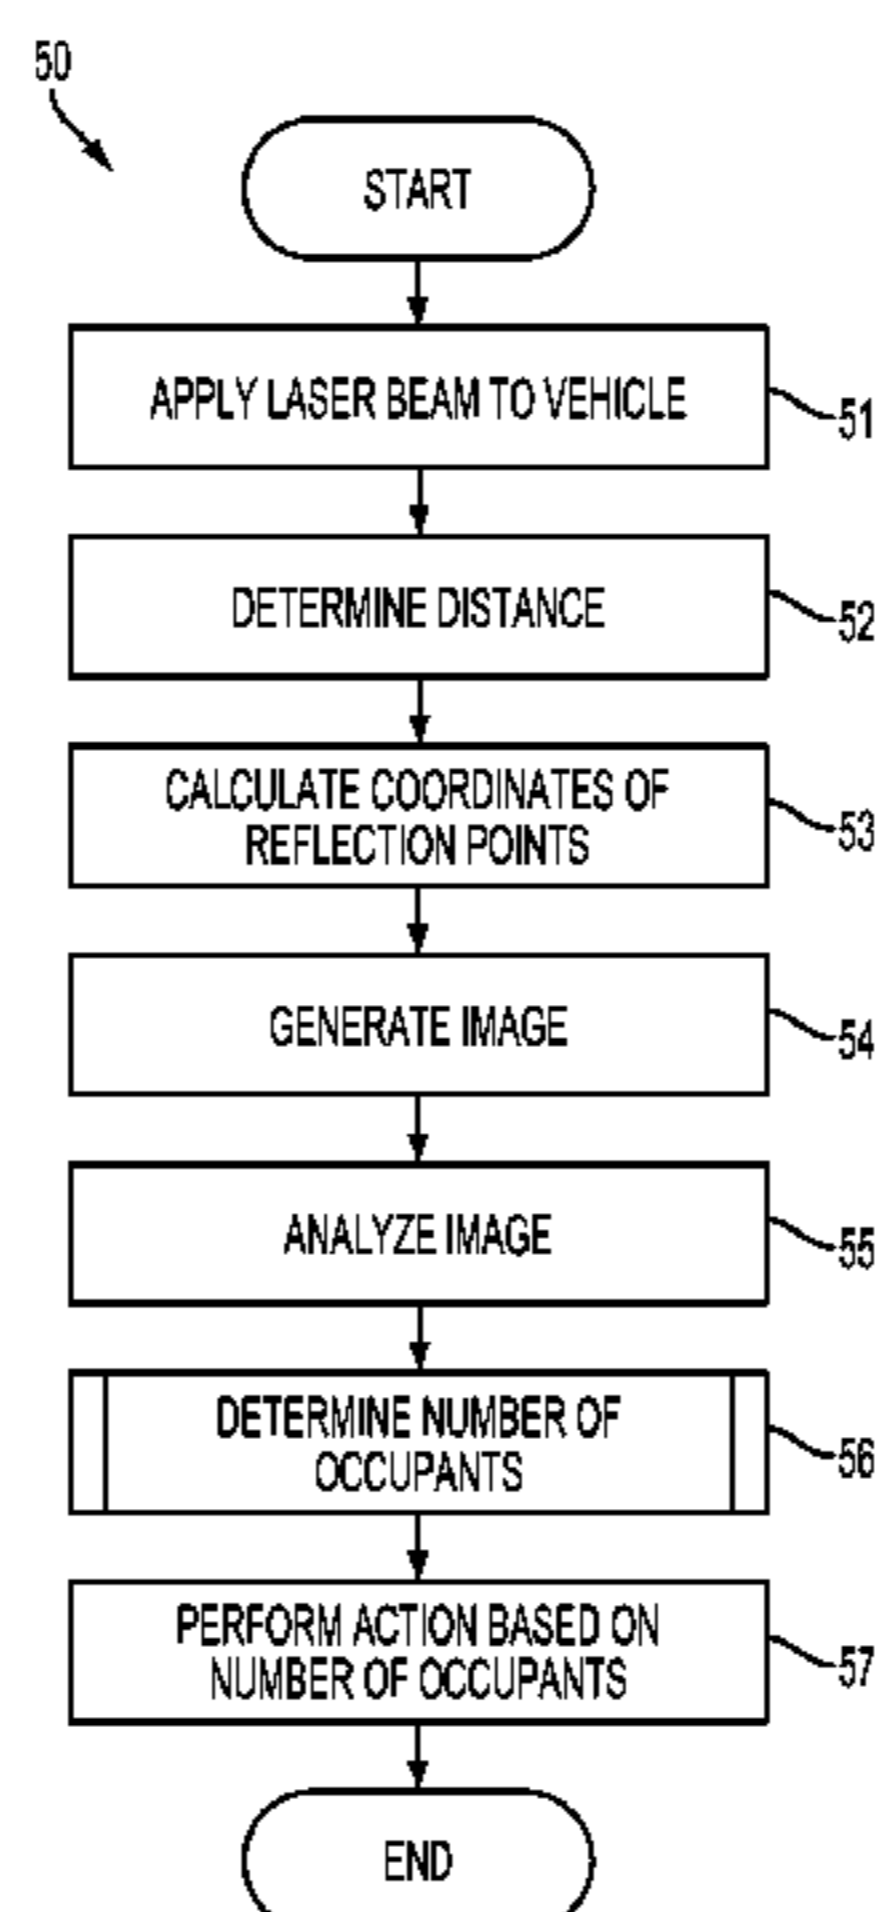 50
START
APPLY LASER BEAM TO VEHICLE
51
DETERMINE DISTANCE
52
CALCULATE COORDINATES OF
REFLECTION POINTS
53
GENERATE IMAGE
54
ANALYZE IMAGE
55
DETERMINE NUMBER OF
OCCUPANTS
56
PERFORM ACTION BASED ON
NUMBER OF OCCUPANTS
57
END